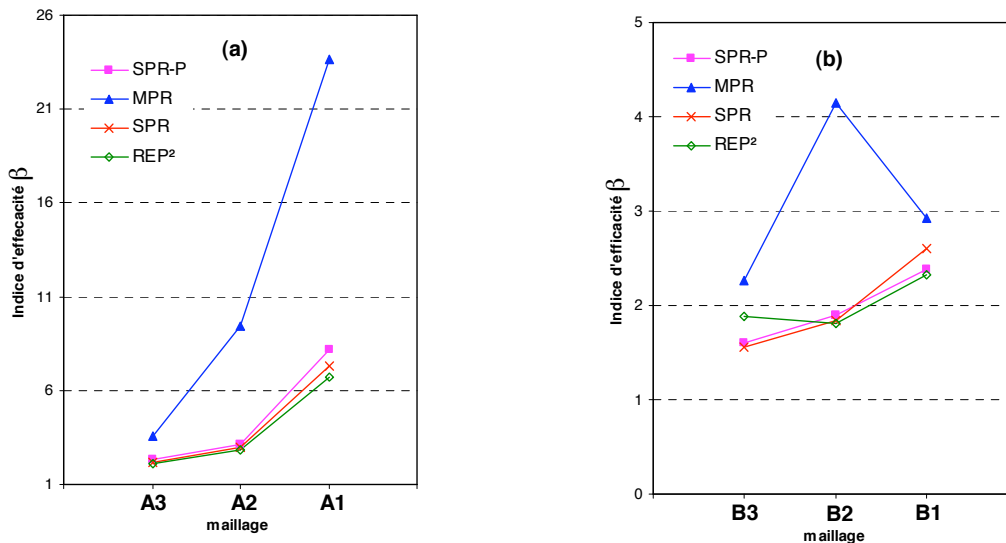 26
21
16
11
6
1
Indice d'effecacité β
(a)
SPR-P
MPR
SPR
REP²
A3 A2 A1
maillage
5
4
3
2
1
0
Indice d'efficacité β
(b)
SPR-P
MPR
SPR
REP²
B3 B2 B1
maillage